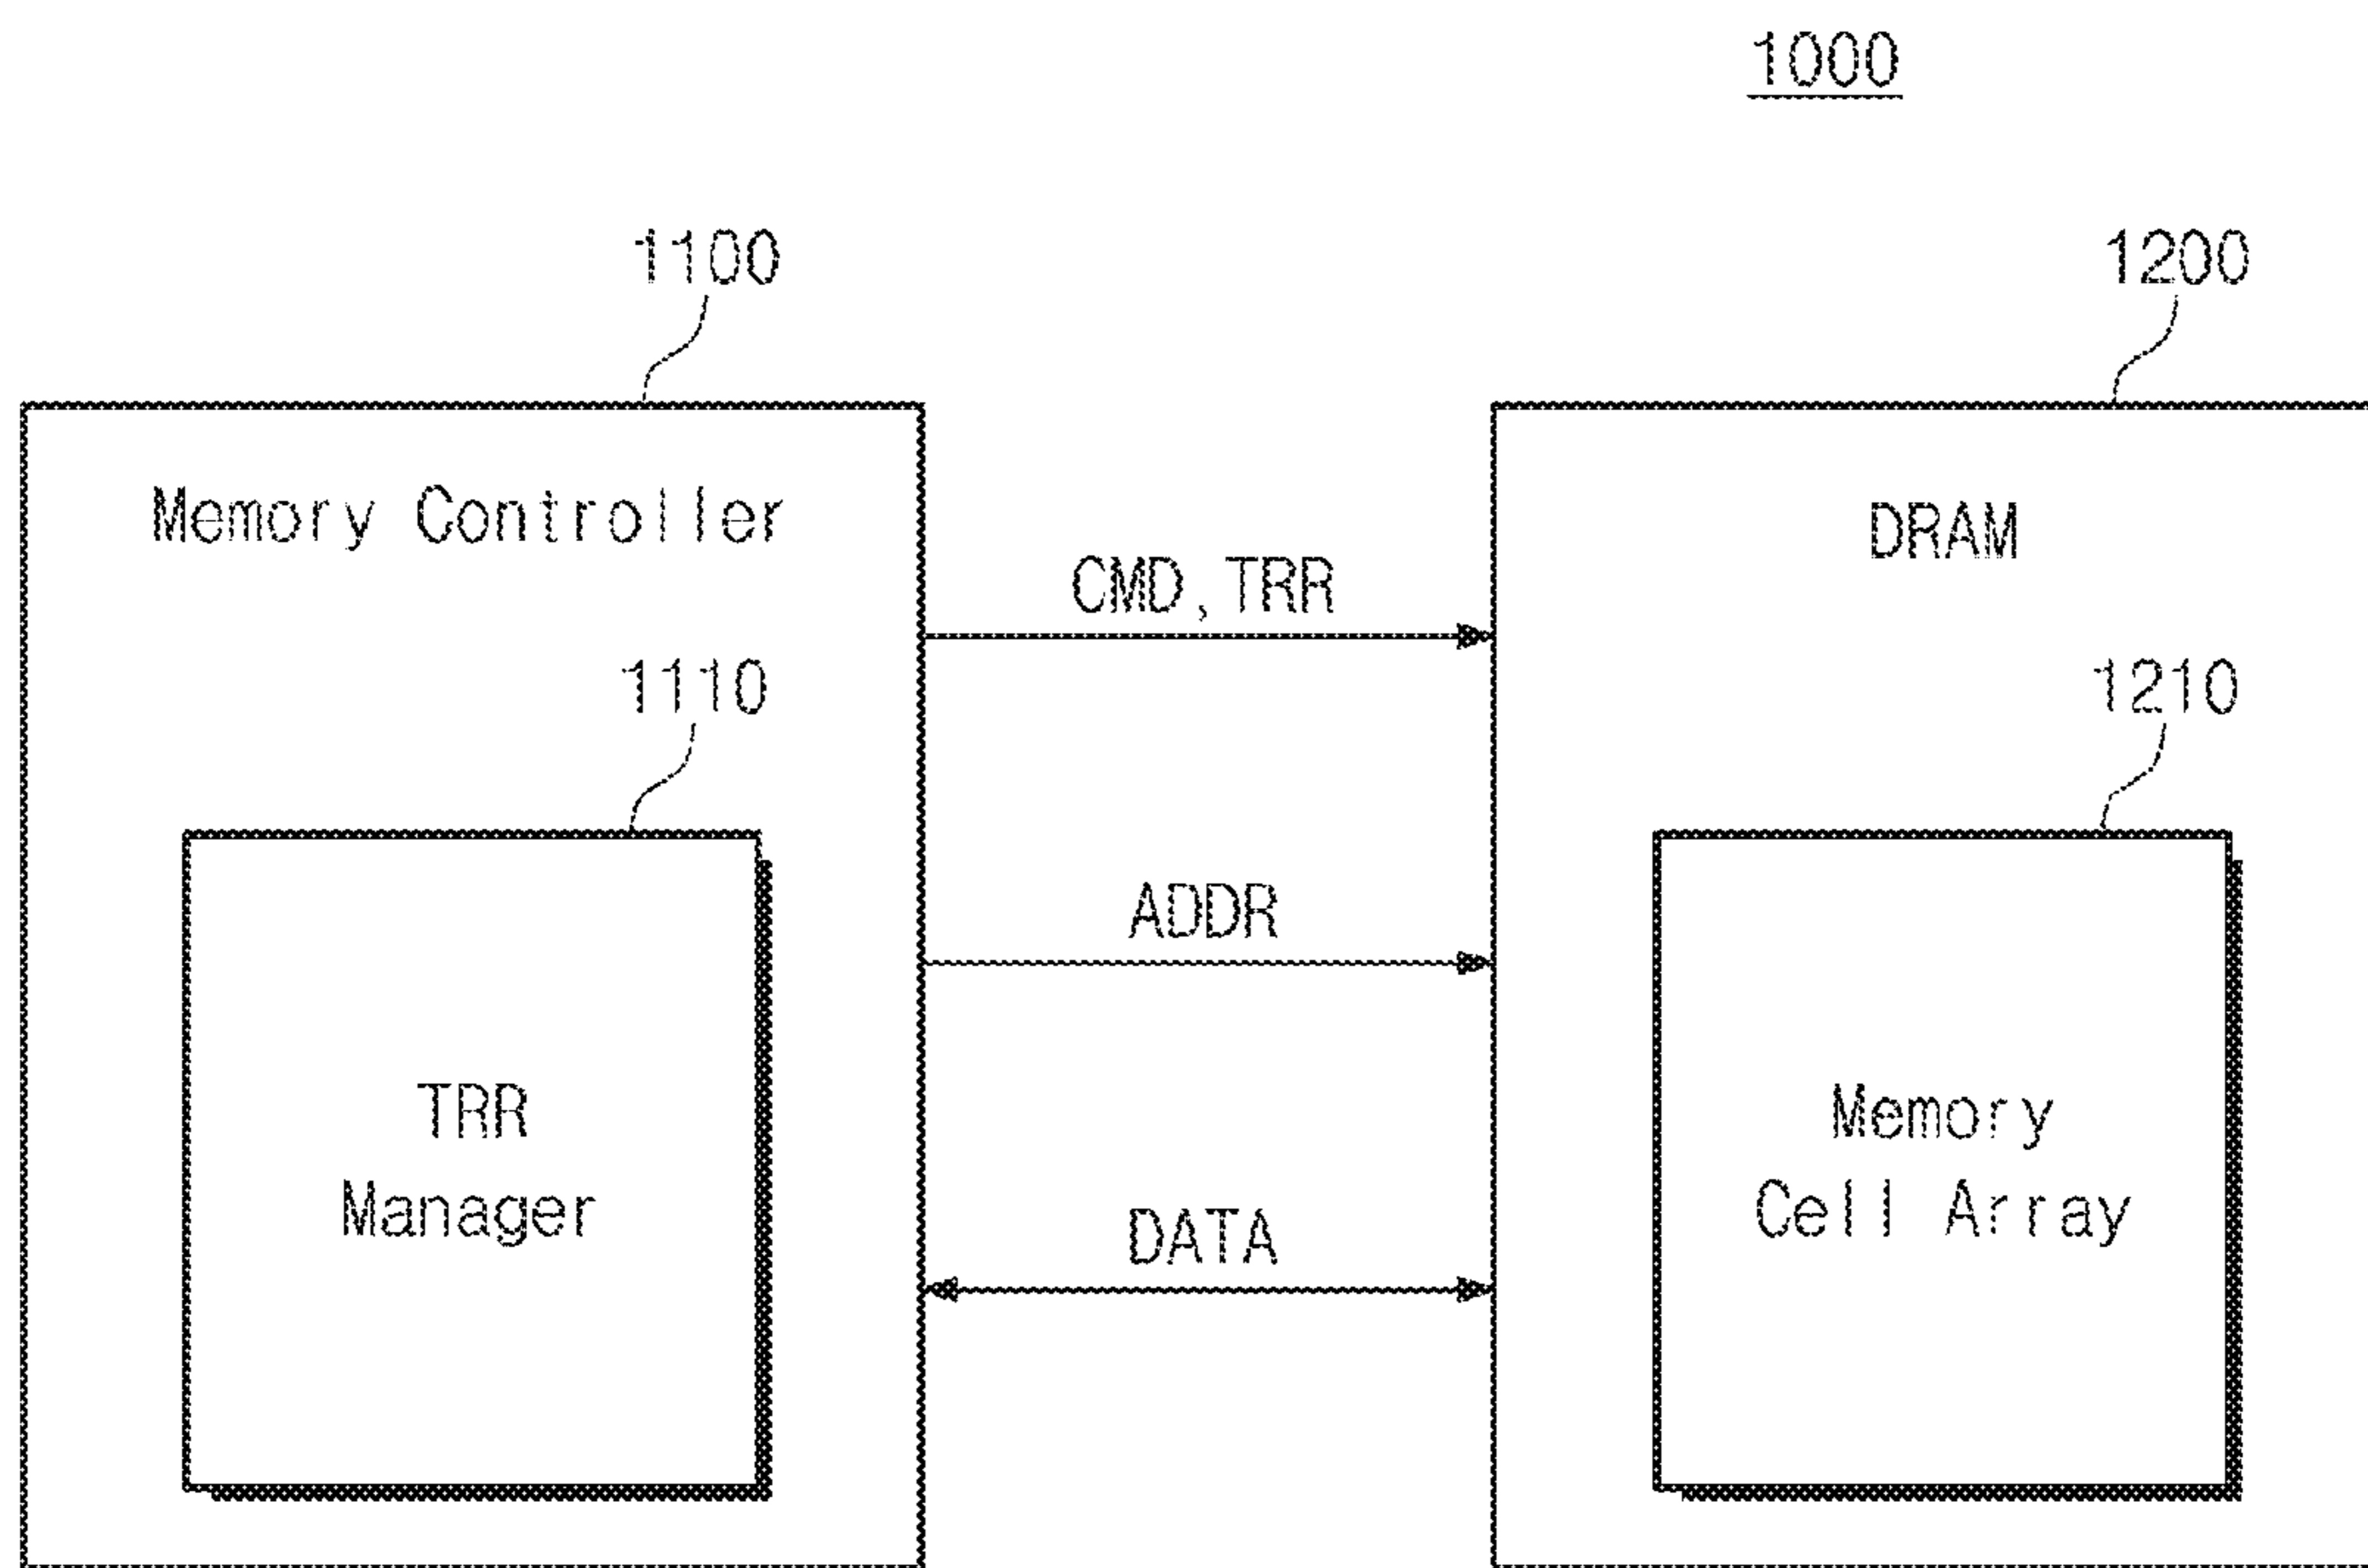 1000
1100
1200
Memory Controller
DRAM
CMD, TRR
1110
1210
ADDR
TRR
Manager
Memory
Cell Array
DATA